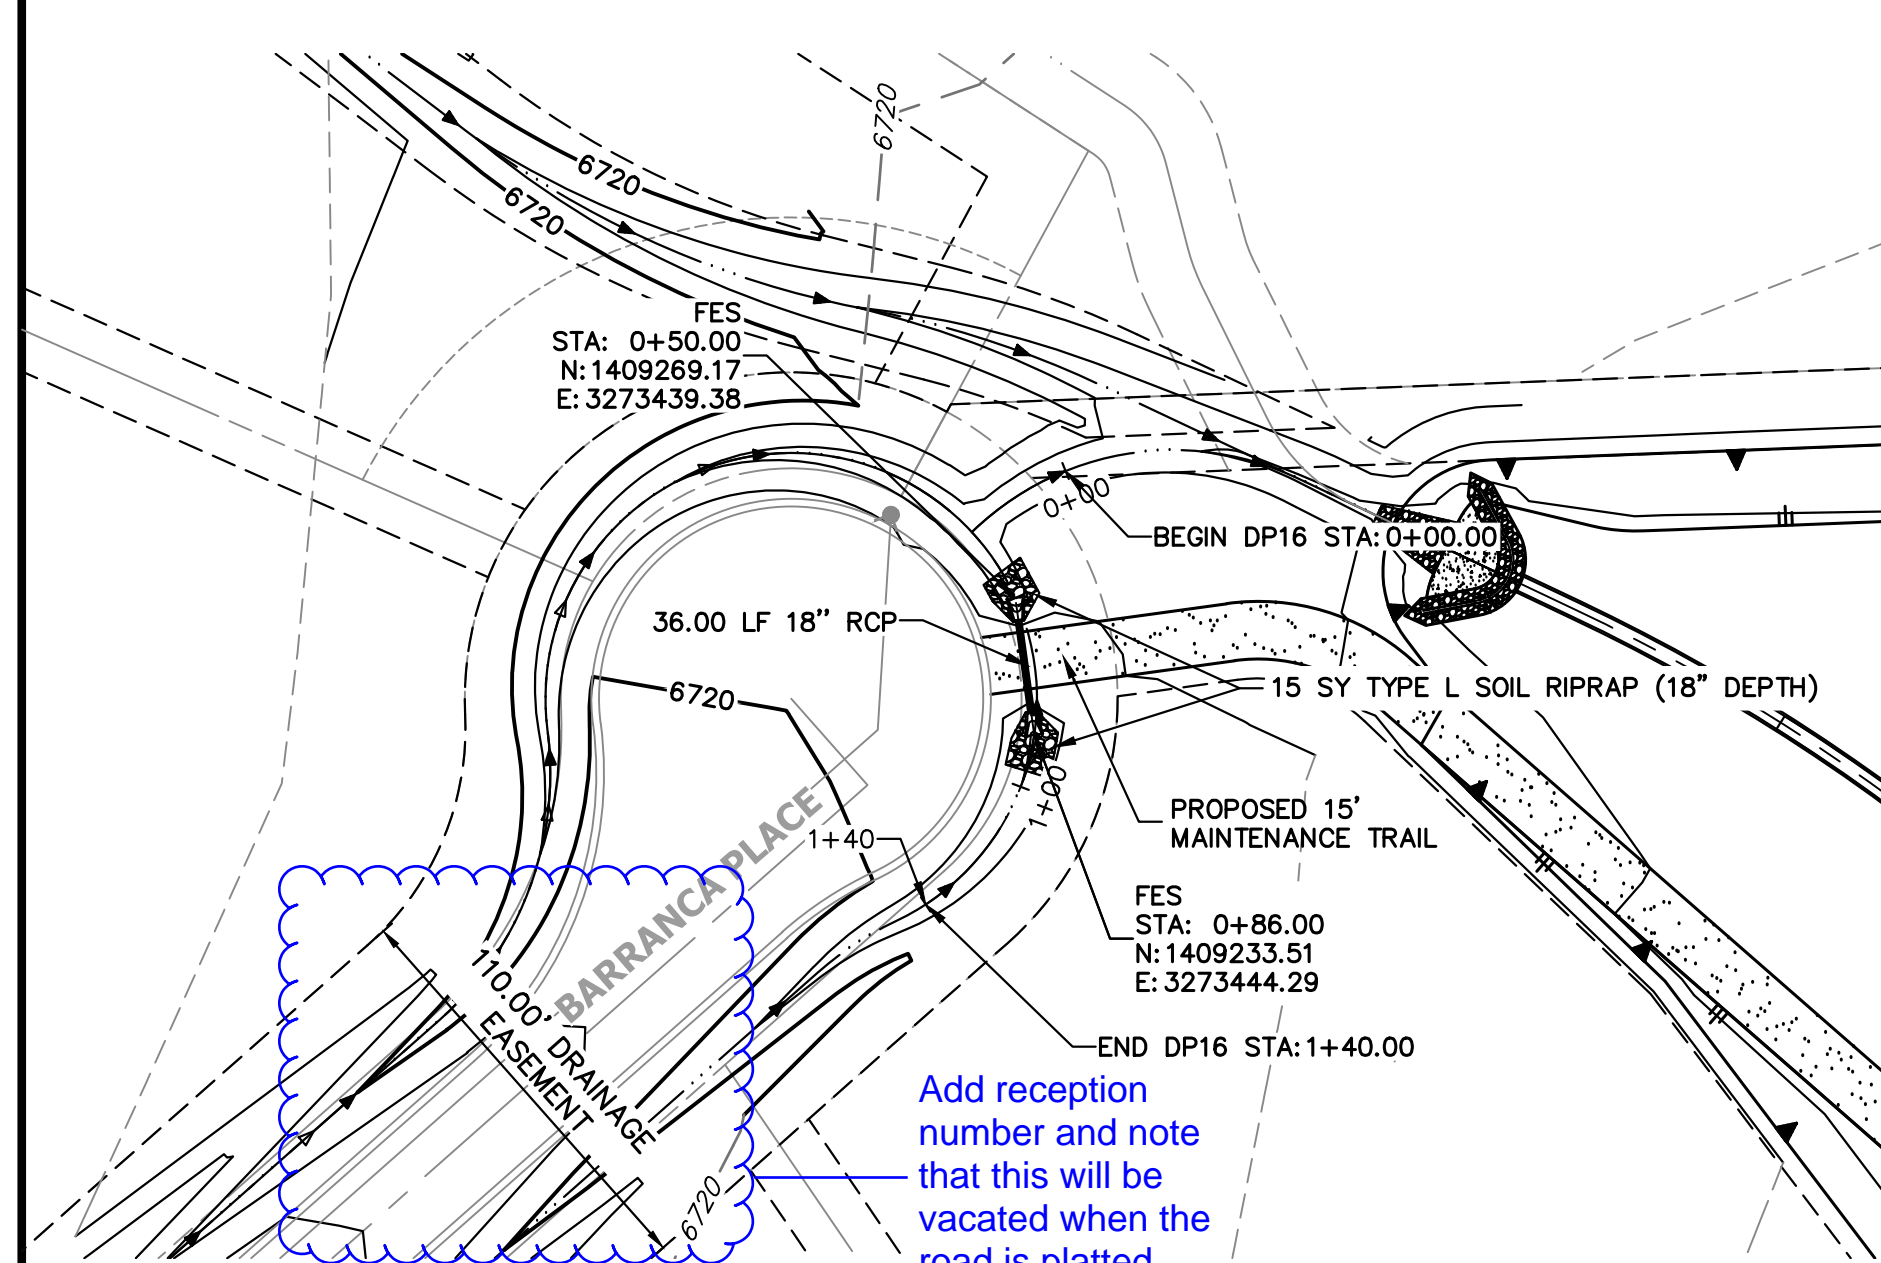 6720
6720
6720
FES
STA: 0+50.00
N:1409269.17
E:3273439.38
0+00
BEGIN DP16 STA:0+00.00
36.00 LF 18” RCP
6720
15 SY TYPE L SOIL RIPRAP (18” DEPTH)
1+00
BARRANCA PLACE
1+40
PROPOSED 15’
MAINTENANCE TRAIL
FES
STA: 0+86.00
N:1409233.51
E:3273444.29
110.00’ DRAINAGE
EASEMENT
END DP16 STA:1+40.00
6720
Add reception
number and note
that this will be
vacated when the
road is platted